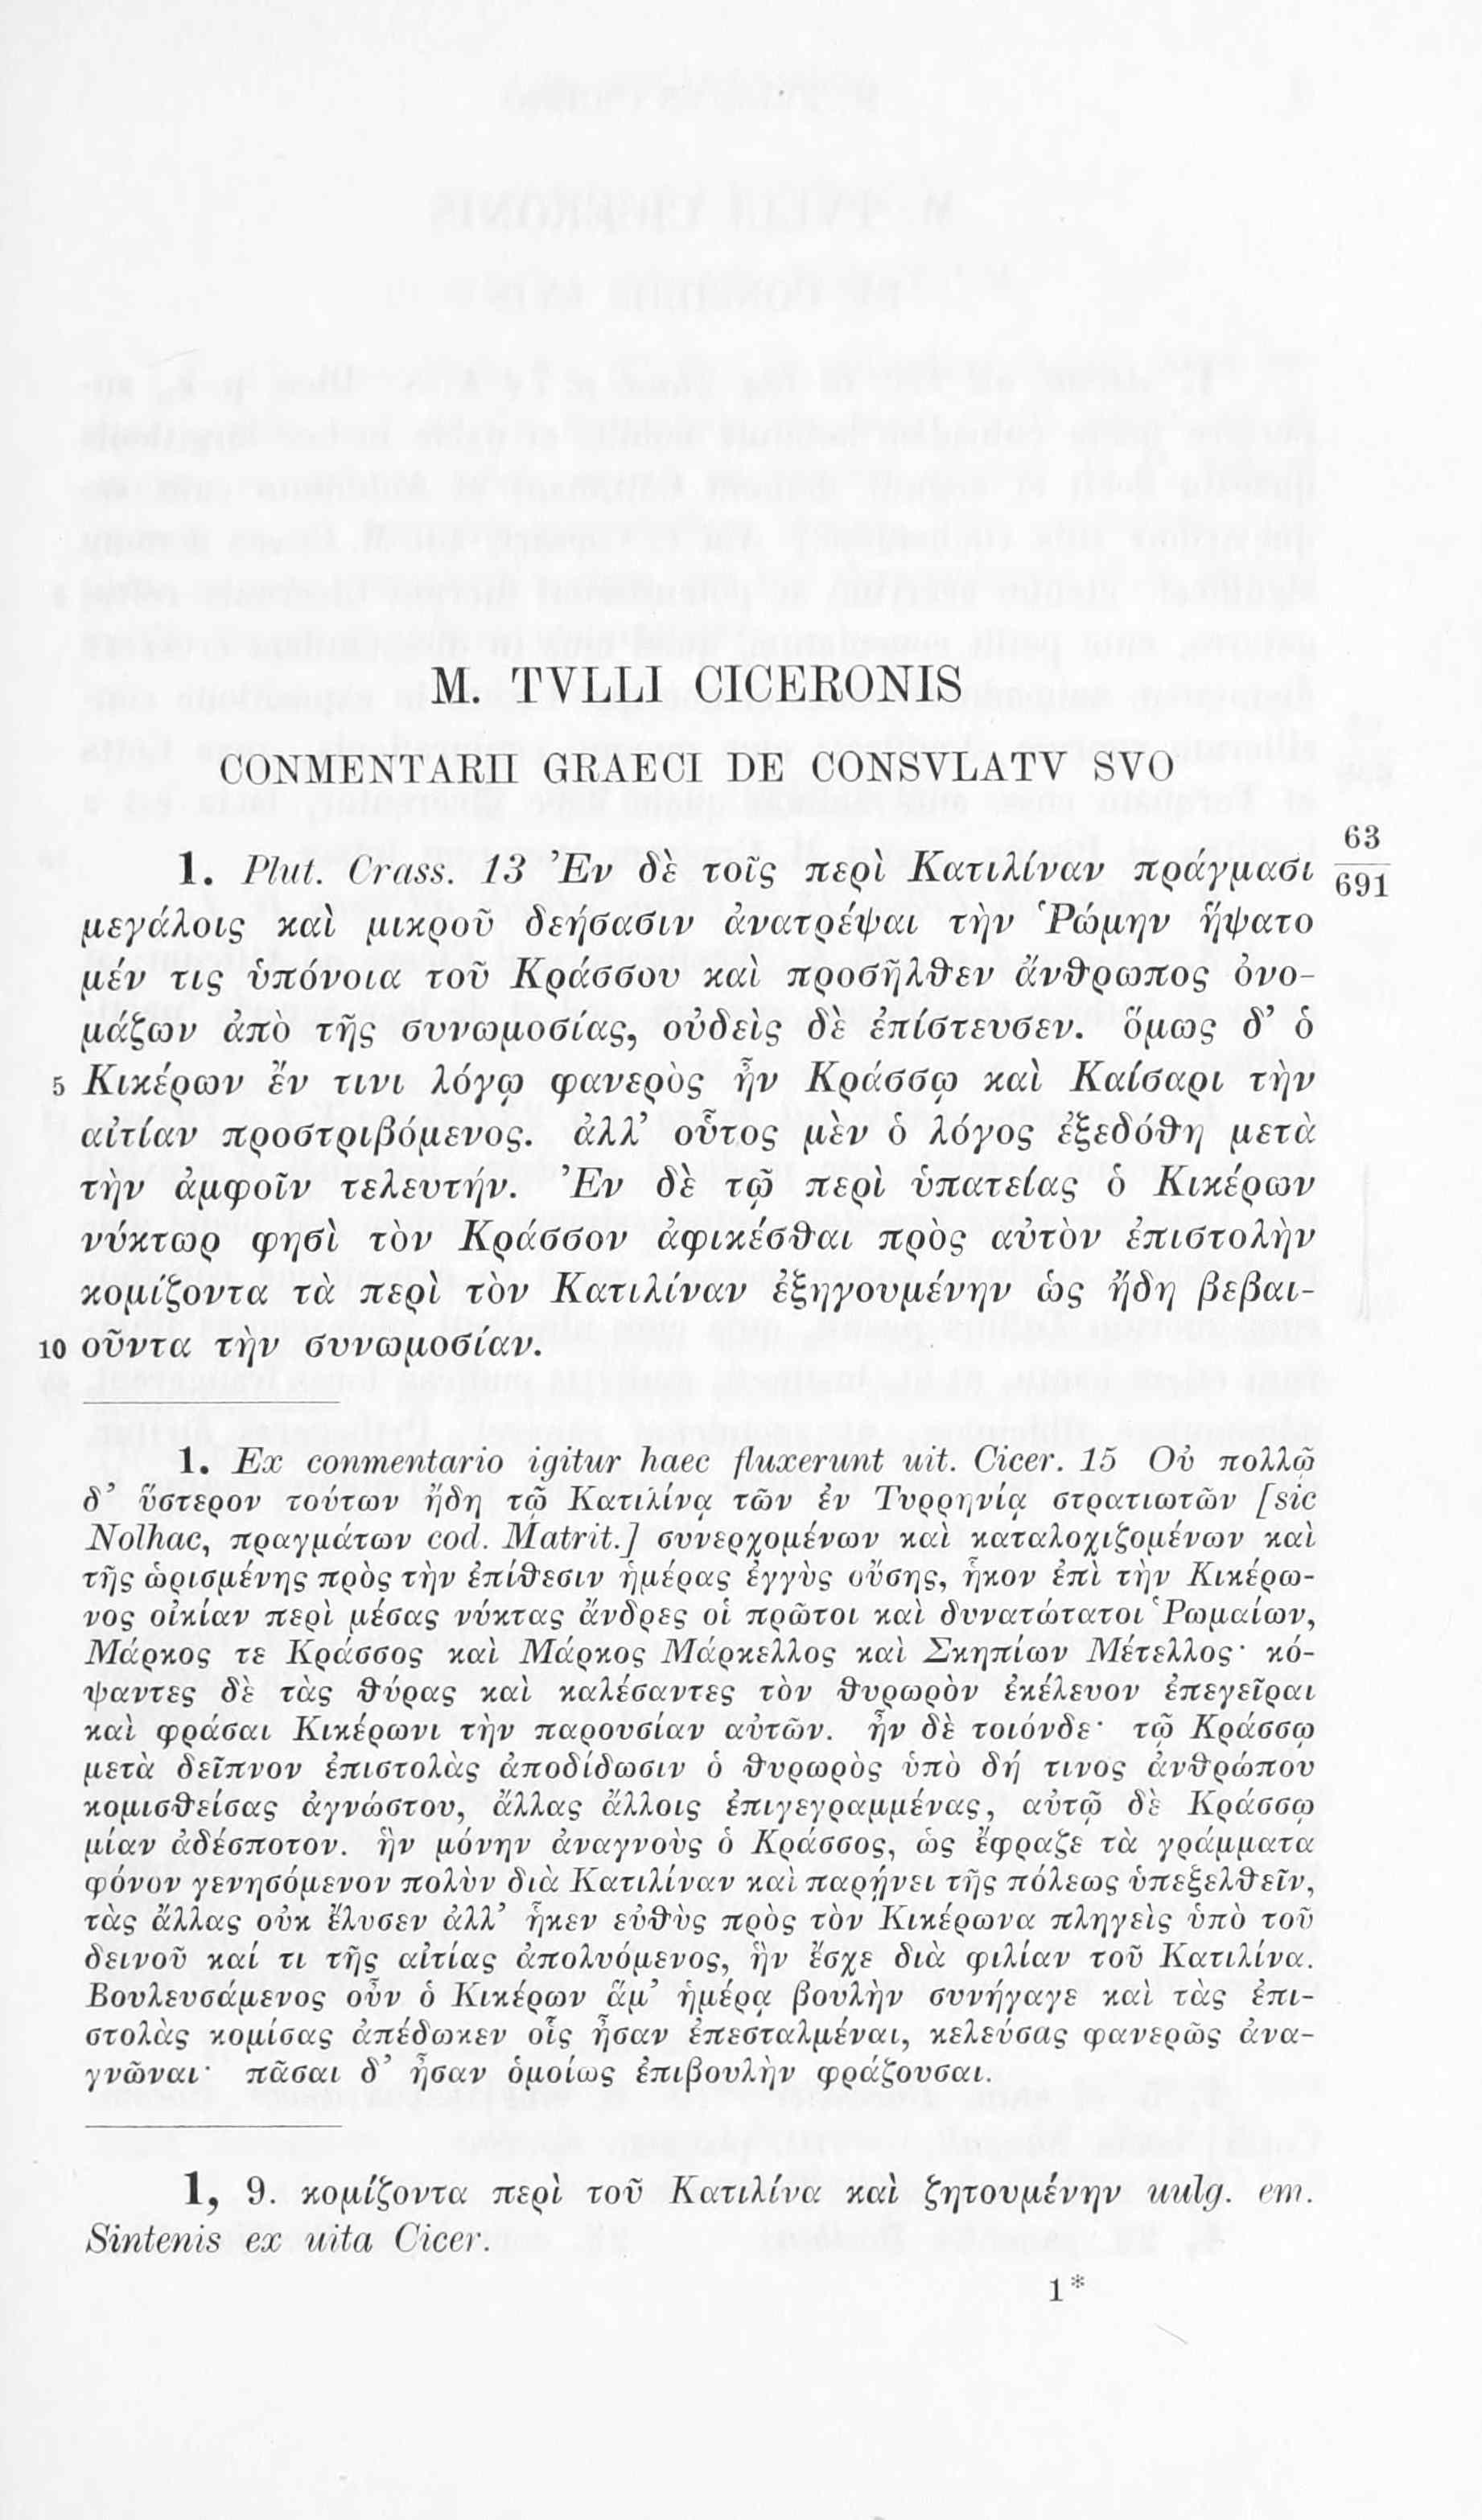 M. TVLLI CICERONIS
CONMENTARII GRAECI DE CONSVLATV SVO
1. Plut. Crass. 13 Ἐν δὲ τοῖς περὶ Κατιλίναν πράγμασι 63/691
μεγάλοις καὶ μικροῦ δεήσασιν ἀνατρέψαι τὴν Ῥώμην ἥψατο
μέν τις ὑπόνοια τοῦ Κράσσου καὶ προσῆλθεν ἄνθρωπος ὀνο-
μάζων ἀπὸ τῆς συνωμοσίας, οὐδεὶς δὲ ἐπίστευσεν. ὅμως δ’ ὁ
5 Κικέρων ἔν τινι λόγῳ φανερὸς ἦν Κράσσῳ καὶ Καίσαρι τὴν
αἰτίαν προστριβόμενος. ἀλλ’ οὗτος μὲν ὁ λόγος ἐξεδόθη μετὰ
τὴν ἀμφοῖν τελευτήν. Ἐν δὲ τῷ περὶ ὑπατείας ὁ Κικέρων
νύκτωρ φησὶ τὸν Κράσσον ἀφικέσθαι πρὸς αὐτὸν ἐπιστολὴν
κομίζοντα τὰ περὶ τὸν Κατιλίναν ἐξηγουμένην ὡς ἤδη βεβαι-
10 οῦντα τὴν συνωμοσίαν.
1. Ex conmentario igitur haec fluxerunt uit. Cicer. 15 Οὐ πολλῷ
δ’ ὕστερον τούτων ἤδη τῷ Κατιλίνᾳ τῶν ἐν Τυρρηνίᾳ στρατιωτῶν [sic
Nolhac, πραγμάτων cod. Matrit.] συνερχομένων καὶ καταλοχιζομένων καὶ
τῆς ὡρισμένης πρὸς τὴν ἐπίθεσιν ἡμέρας ἐγγὺς οὔσης, ἧκον ἐπὶ τὴν Κικέρω-
νος οἰκίαν περὶ μέσας νύκτας ἄνδρες οἱ πρῶτοι καὶ δυνατώτατοι Ῥωμαίων,
Μάρκος τε Κράσσος καὶ Μάρκος Μάρκελλος καὶ Σκηπίων Μέτελλος· κό-
ψαντες δὲ τὰς θύρας καὶ καλέσαντες τὸν θυρωρὸν ἐκέλευον ἐπεγεῖραι
καὶ φράσαι Κικέρωνι τὴν παρουσίαν αὐτῶν. ἦν δὲ τοιόνδε· τῷ Κράσσῳ
μετὰ δεῖπνον ἐπιστολὰς ἀποδίδωσιν ὁ θυρωρὸς ὑπὸ δή τινος ἀνθρώπου
κομισθείσας ἀγνώστου, ἄλλας ἄλλοις ἐπιγεγραμμένας, αὐτῷ δὲ Κράσσῳ
μίαν ἀδέσποτον. ἣν μόνην ἀναγνοὺς ὁ Κράσσος, ὡς ἔφραζε τὰ γράμματα
φόνον γενησόμενον πολὺν διὰ Κατιλίναν καὶ παρῄνει τῆς πόλεως ὑπεξελθεῖν,
τὰς ἄλλας οὐκ ἔλυσεν ἀλλ’ ἧκεν εὐθὺς πρὸς τὸν Κικέρωνα πληγεὶς ὑπὸ τοῦ
δεινοῦ καί τι τῆς αἰτίας ἀπολυόμενος, ἣν ἔσχε διὰ φιλίαν τοῦ Κατιλίνα.
Βουλευσάμενος οὖν ὁ Κικέρων ἅμ’ ἡμέρᾳ βουλὴν συνήγαγε καὶ τὰς ἐπι-
στολὰς κομίσας ἀπέδωκεν οἷς ἦσαν ἐπεσταλμέναι, κελεύσας φανερῶς ἀνα-
γνῶναι· πᾶσαι δ’ ἦσαν ὁμοίως ἐπιβουλὴν φράζουσαι.
1, 9. κομίζοντα περὶ τοῦ Κατιλίνα καὶ ζητουμένην uulg. em.
Sintenis ex uita Cicer.
1*